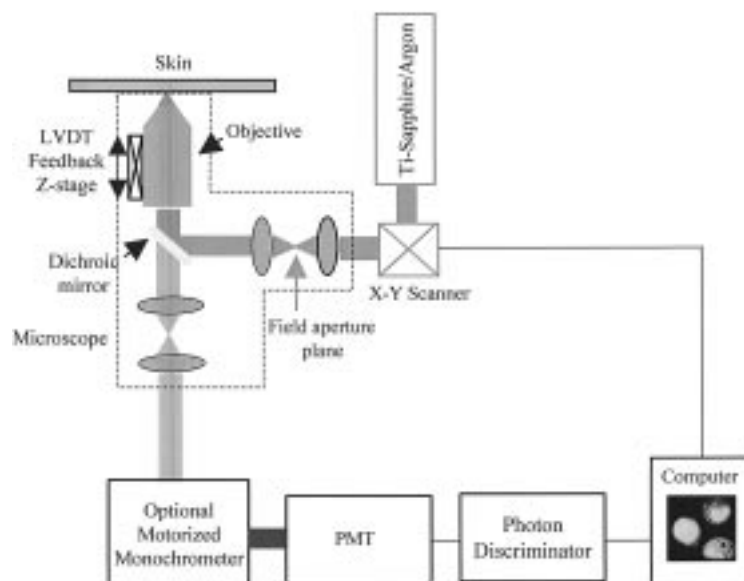 Skin
Ti-Sapphire/Argon
LVDT
Feedback
Z-stage
Objective
Dichroic
mirror
X-Y Scanner
Field aperture
plane
Microscope
Computer
Optional
Motorized
Monochrometer
PMT
Photon
Discriminator